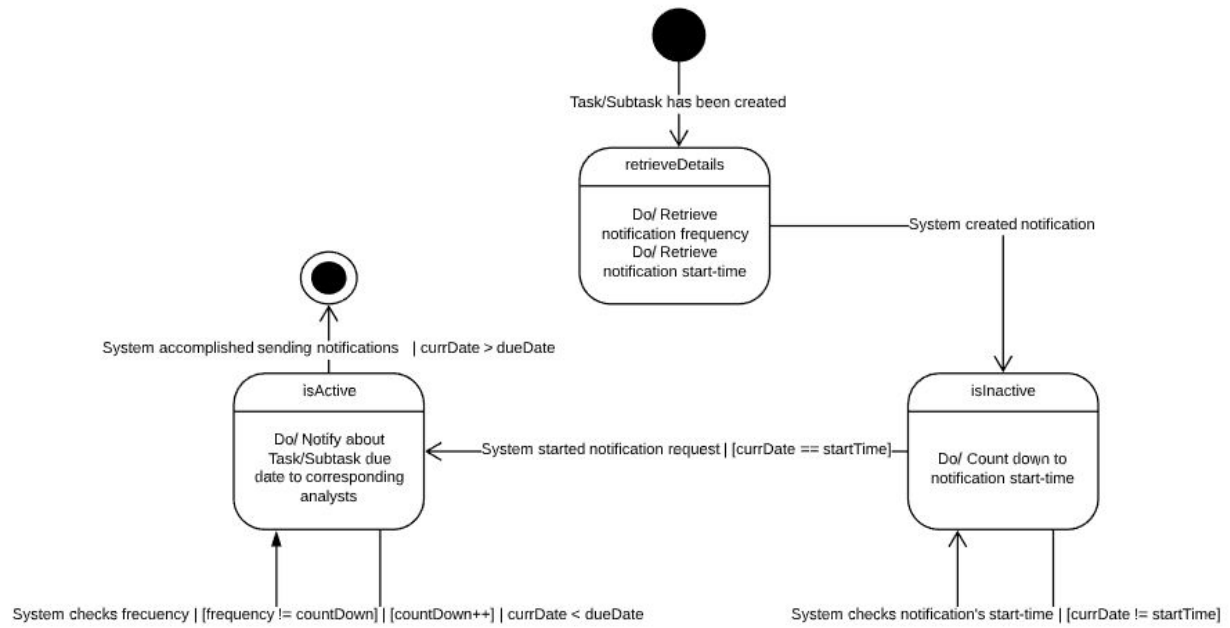 Task/Subtask has been created
retrieveDetails
Do/ Retrieve
notification frequency
Do/ Retrieve
notification start-time
System created notification
System accomplished sending notifications | currDate > dueDate
isActive
Do/ Notify about
Task/Subtask due
date to corresponding
analysts
System started notification request | [currDate == startTime]
isInactive
Do/ Count down to
notification start-time
System checks frecuency | [frequency != countDown] | [countDown++] | currDate < dueDate
System checks notification's start-time | [currDate != startTime]